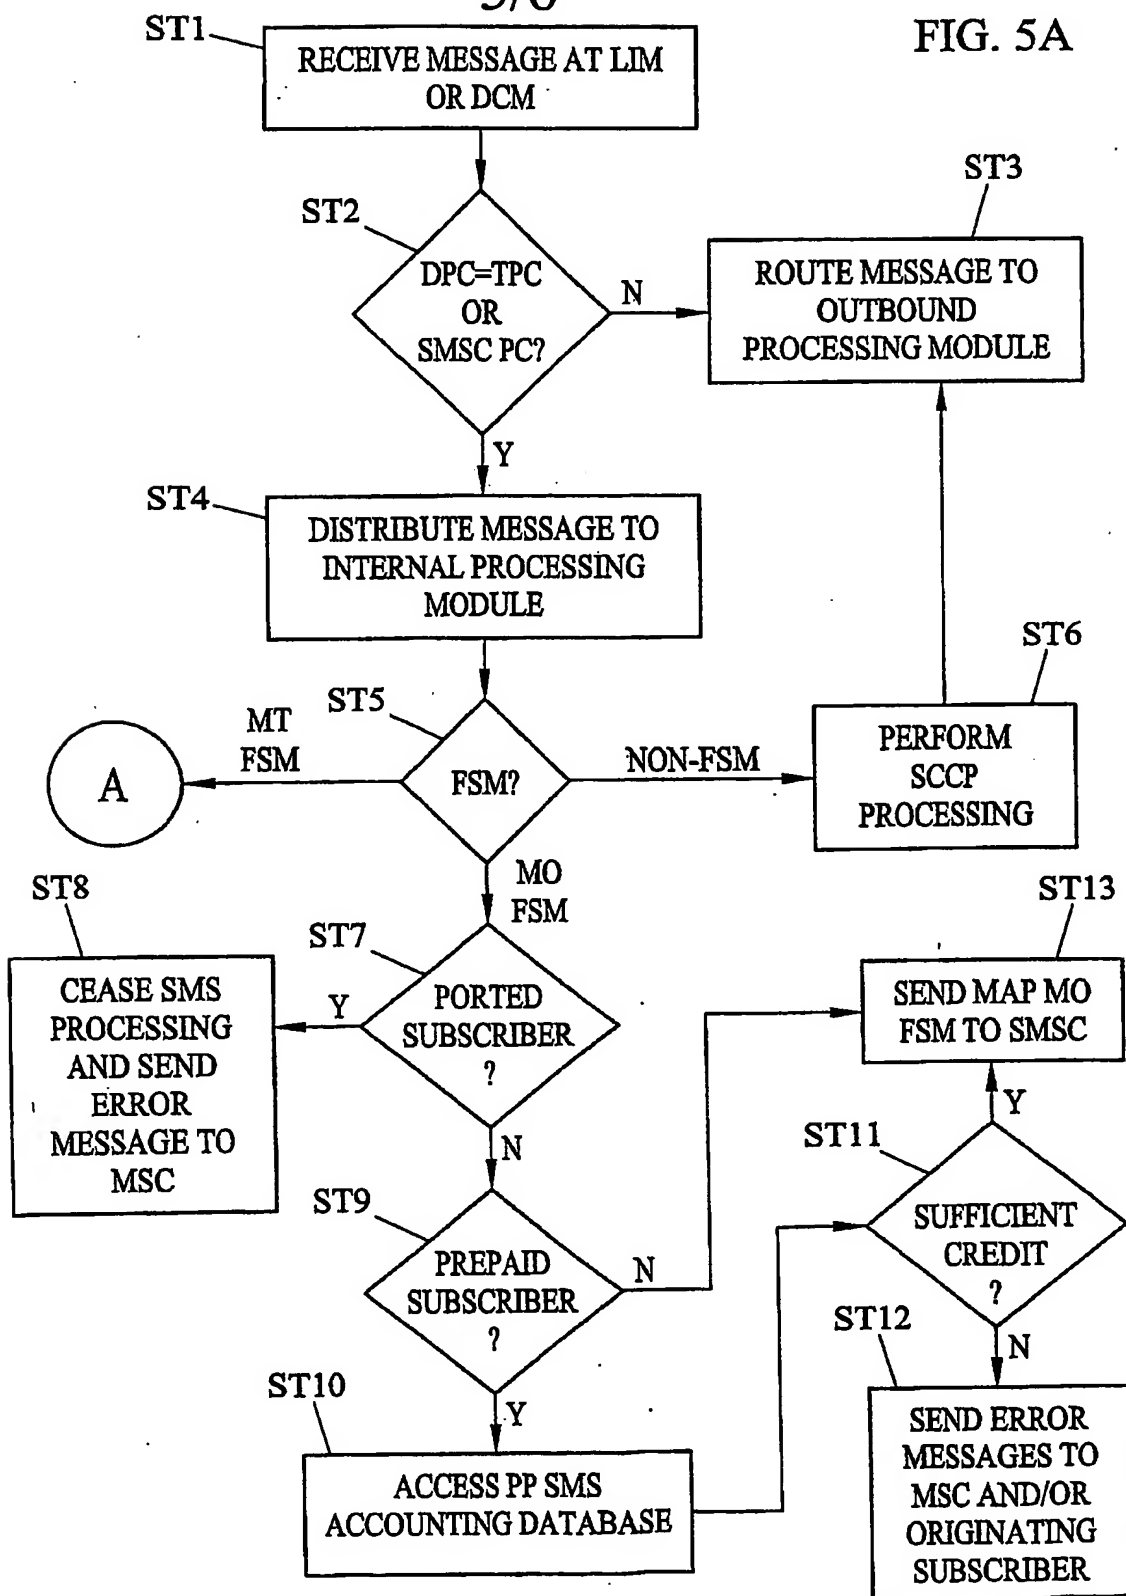 FIG. 5A
ST1
RECEIVE MESSAGE AT LIM
OR DCM
ST2
DPC=TPC
OR
SMSC PC?
N
Y
ST3
ROUTE MESSAGE TO
OUTBOUND
PROCESSING MODULE
ST4
DISTRIBUTE MESSAGE TO
INTERNAL PROCESSING
MODULE
ST5
FSM?
MT
FSM
A
NON-FSM
ST6
PERFORM
SCCP
PROCESSING
MO
FSM
ST7
PORTED
SUBSCRIBER
?
Y
N
ST8
CEASE SMS
PROCESSING
AND SEND
ERROR
MESSAGE TO
MSC
ST9
PREPAID
SUBSCRIBER
?
N
Y
ST10
ACCESS PP SMS
ACCOUNTING DATABASE
ST13
SEND MAP MO
FSM TO SMSC
Y
ST11
SUFFICIENT
CREDIT
?
N
ST12
SEND ERROR
MESSAGES TO
MSC AND/OR
ORIGINATING
SUBSCRIBER